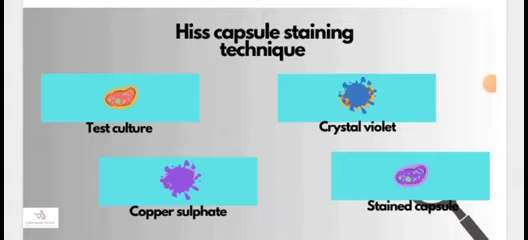 Hiss capsule staining
technique
Test culture
Crystal violet
Copper sulphate
Stained capsule